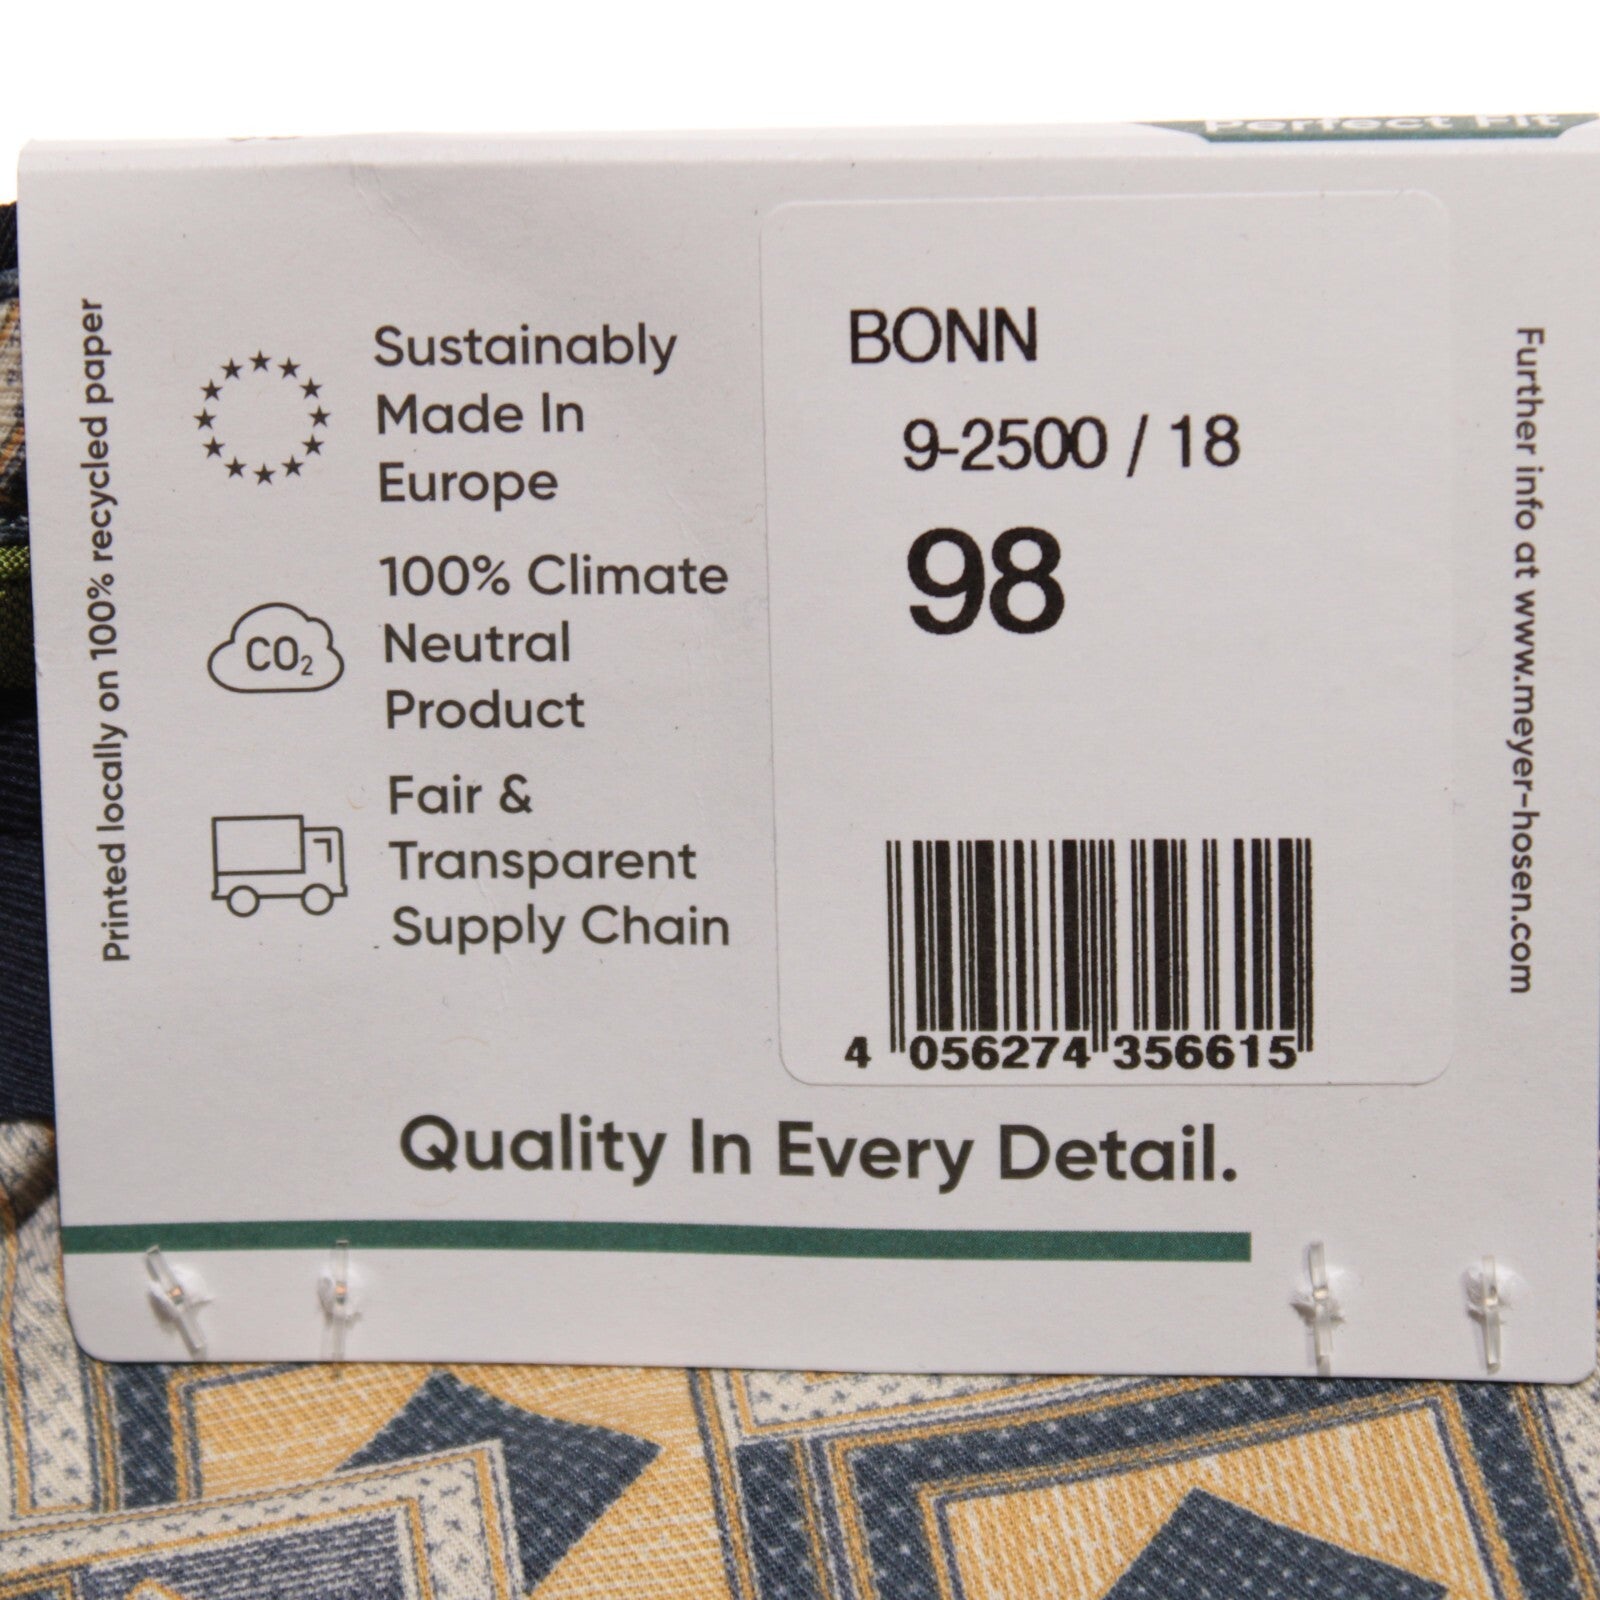 Perfect Fit
Printed locally on 100% recycled paper
Sustainably
Made In
Europe
CO₂
100% Climate
Neutral
Product
Fair &
Transparent
Supply Chain
BONN
9-2500 / 18
98
4 056274 356615
Further info at www.meyer-hosen.com
Quality In Every Detail.